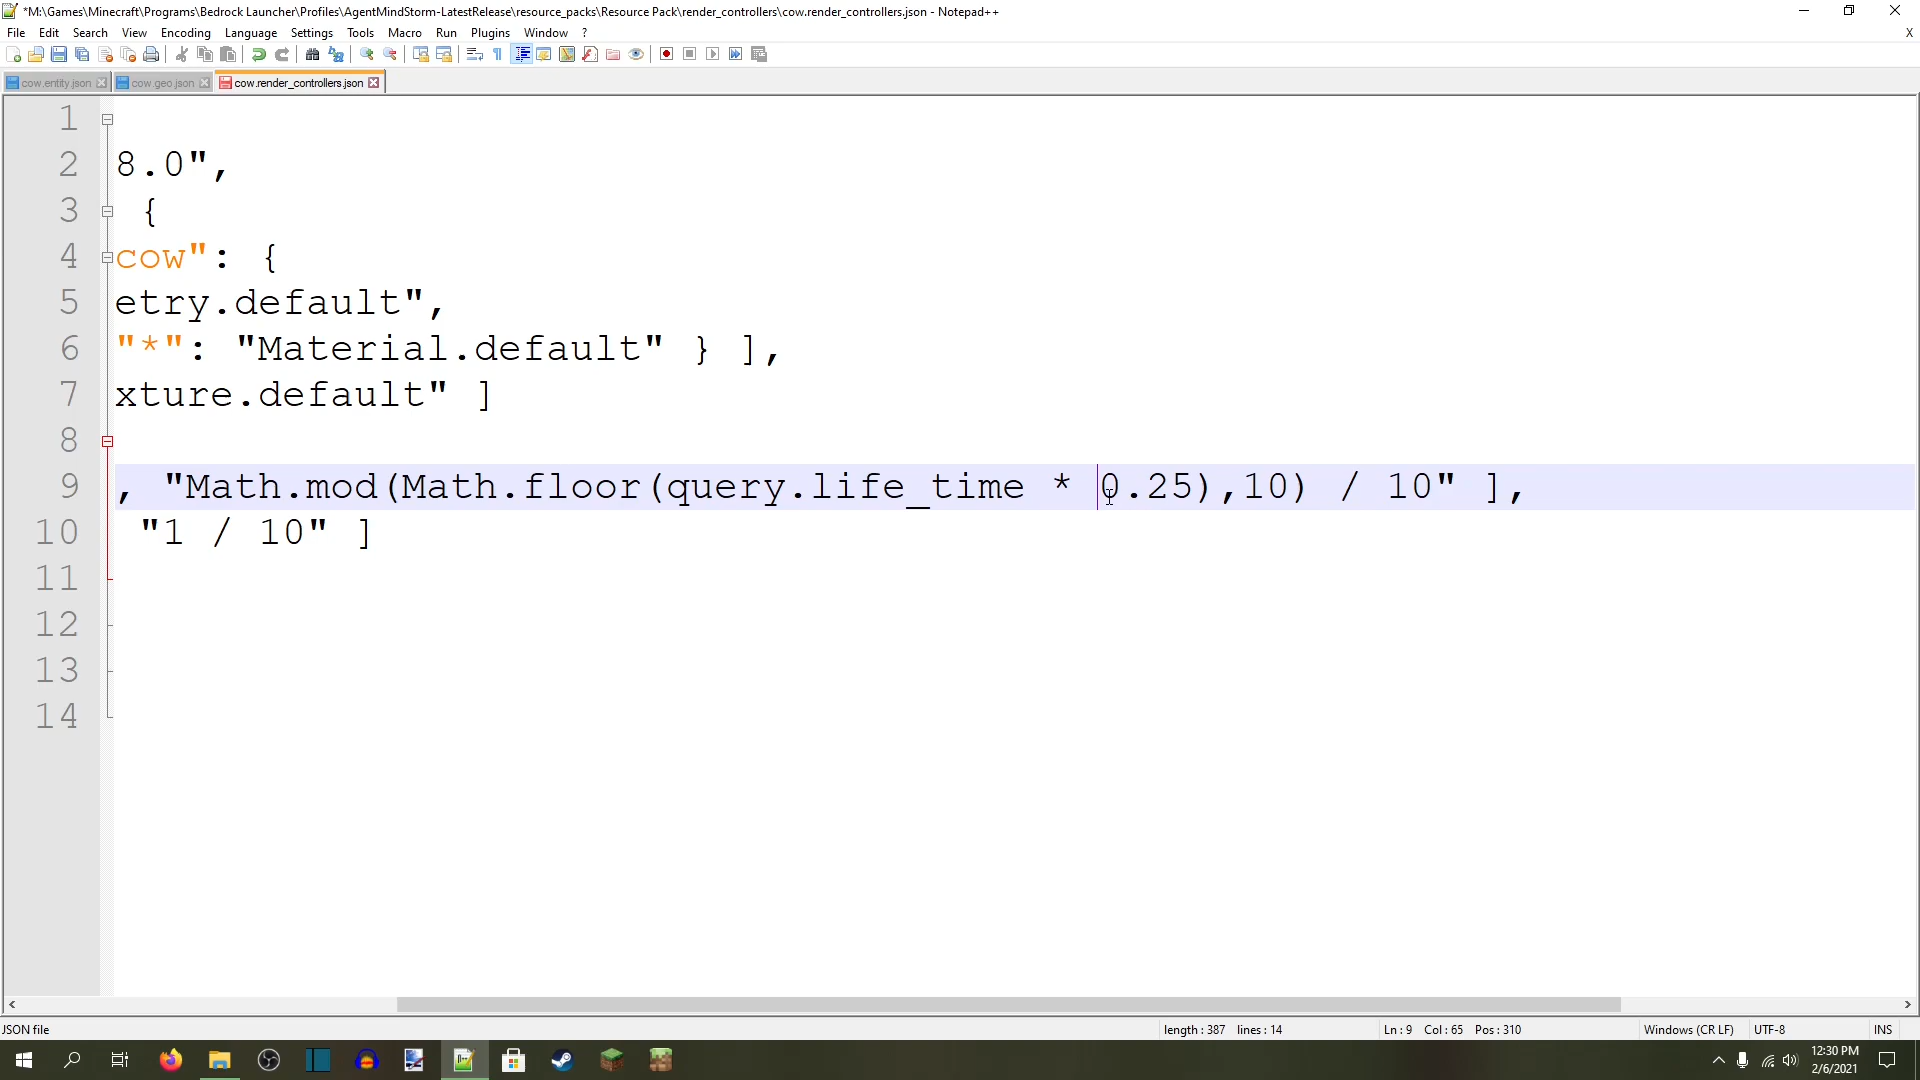 *M:\Games\Minecraft\Programs\Bedrock Launcher\Profiles\AgentMindStorm-LatestRelease\resource_packs\Resource Pack\render_controllers\cow.render_controllers.json - Notepad++
File Edit Search View Encoding Language Settings Tools Macro Run Plugins Window ? X
cow.entity.json cow.geo.json cow.render_controllers.json
1
2 8.0",
3 {
4 cow": {
5 etry.default",
6 "*": "Material.default" } ],
7 xture.default" ]
8
9 , "Math.mod(Math.floor(query.life_time * 0.25),10) / 10" ],
10 "1 / 10" ]
11
12
13
14
JSON file length : 387 lines : 14 Ln : 9 Col : 65 Pos : 310 Windows (CR LF) UTF-8 INS
12:30 PM
2/6/2021